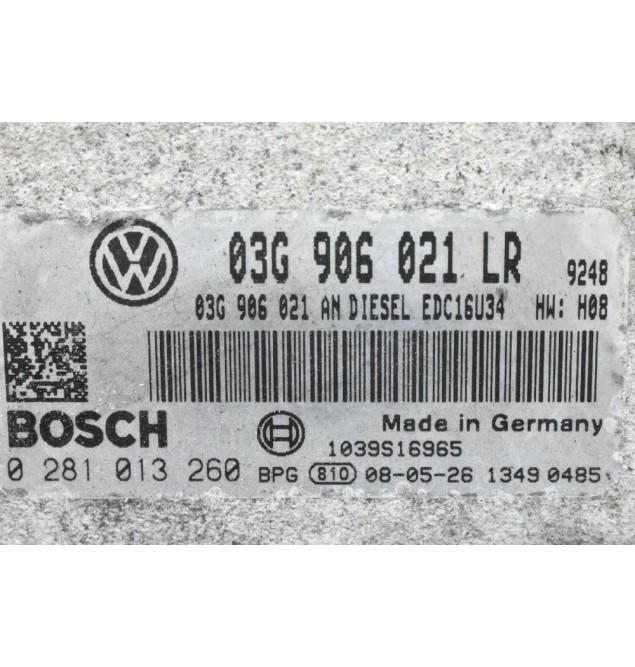 03G 906 021 LR 9248
03G 906 021 AN DIESEL EDC16U34 HW: H08
BOSCH Made in Germany
1039S16965
0 281 013 260 BPG 810 08-05-26 1349 0485